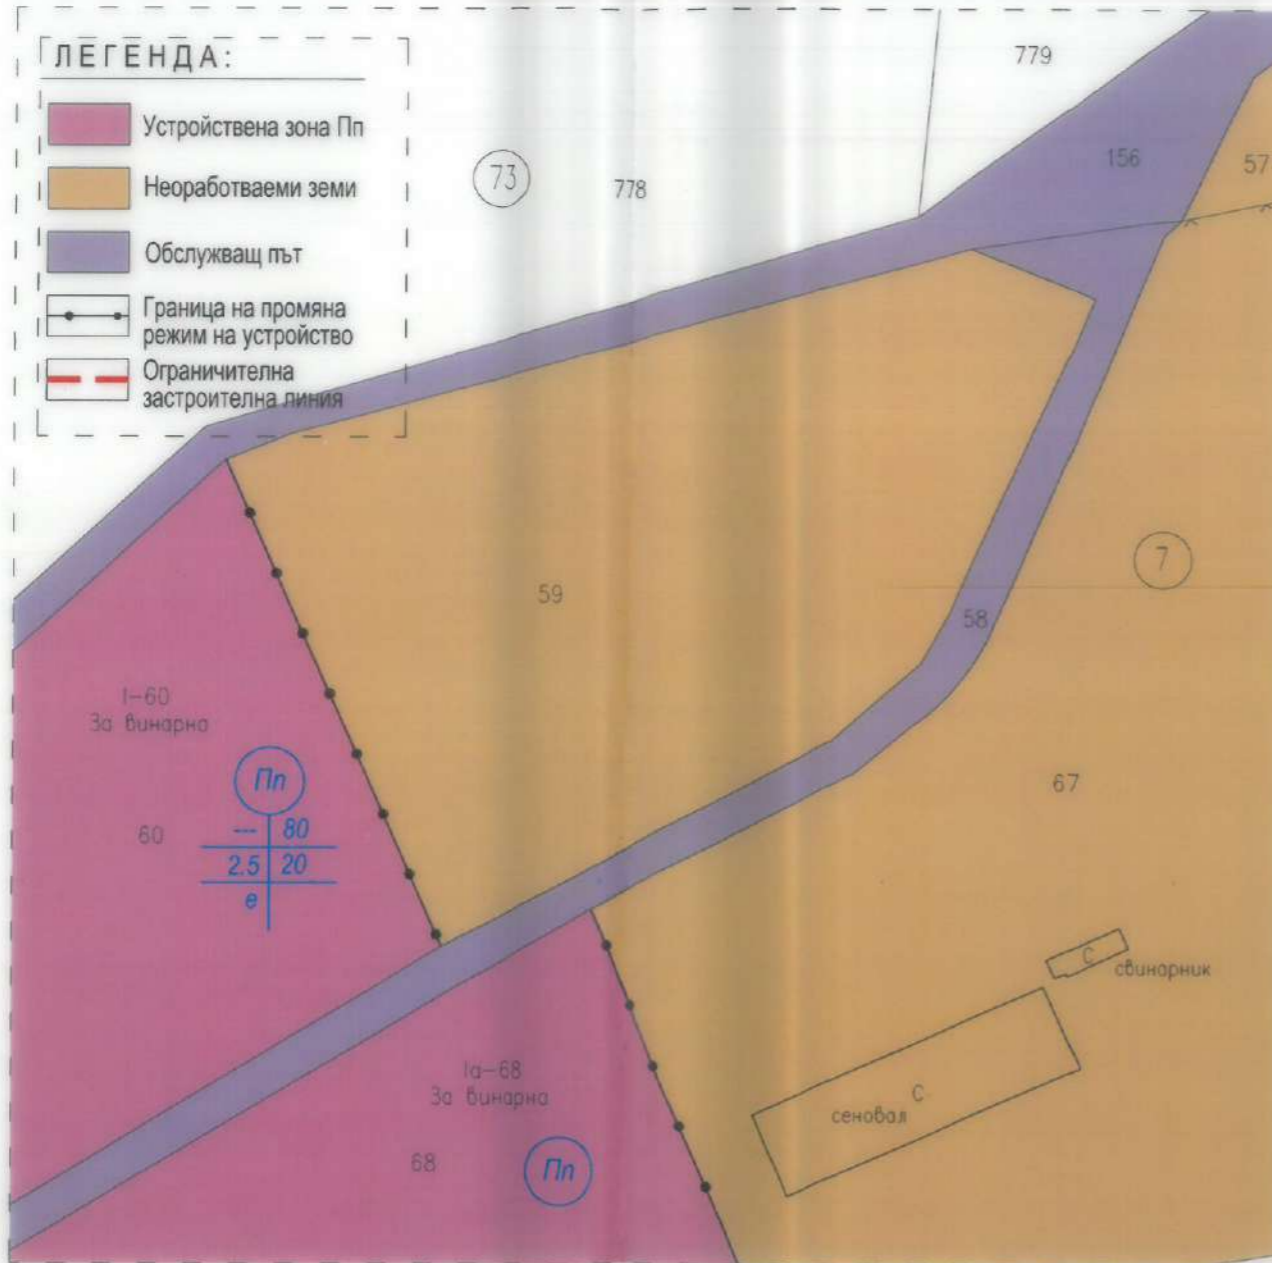 ЛЕГЕНДА:
Устройствена зона Пп
Неоработваеми земи
Обслужващ път
Граница на промяна
режим на устройство
Ограничителна
застроителна линия
779
73
778
156
57
7
59
58
I-60
За винарна
Пп
67
60
--- 80
2.5 20
е
С
свинарник
Iа-68
За винарна
С.
сеновал
68
Пп